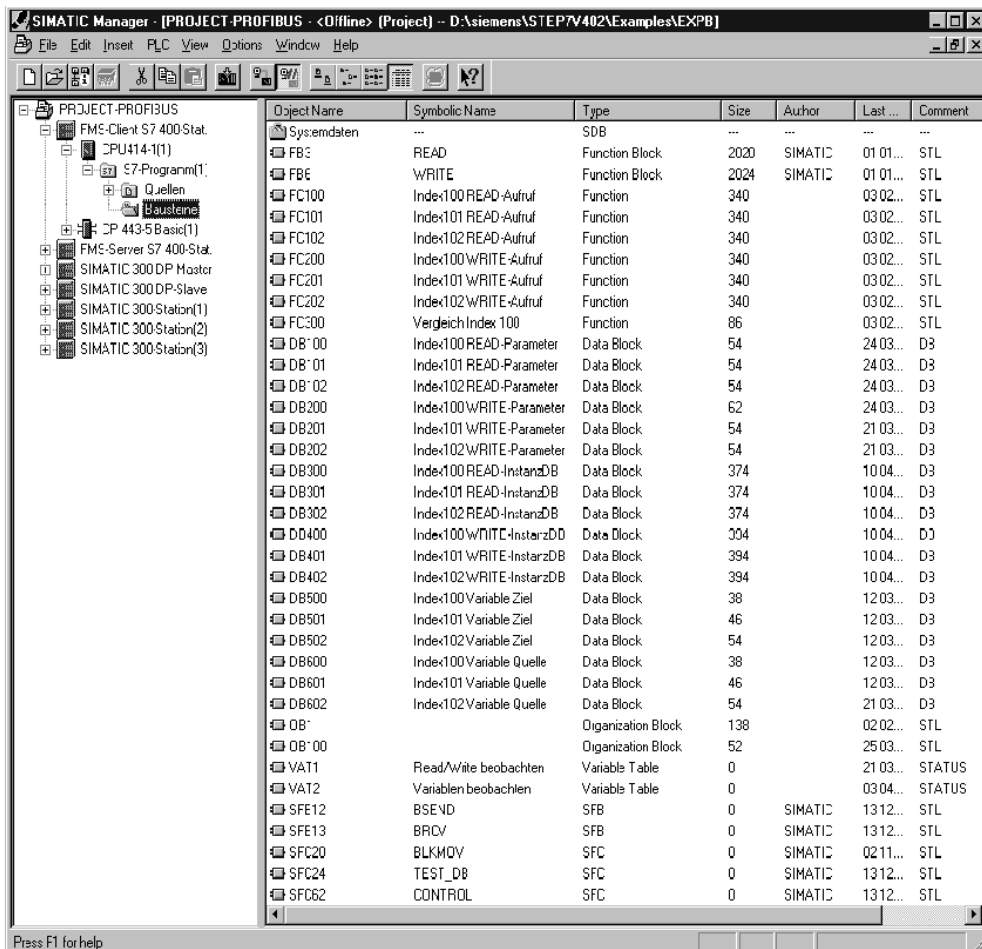 SIMATIC Manager - [PROJECT-PROFIBUS - <Offline> (Project) -- D:\siemens\STEP7V402\Examples\EXPB]
File Edit Insert PLC View Options Window Help
PROJECT-PROFIBUS
FMS-Client S7 400-Stat.
CPU414-1(1)
S7-Programm(1)
Quellen
Bausteine
CP 443-5 Basic(1)
FMS-Server S7 400-Stat.
SIMATIC 300 DP Master
SIMATIC 300 DP-Slave
SIMATIC 300-Station(1)
SIMATIC 300-Station(2)
SIMATIC 300-Station(3)
Object Name Symbolic Name Type Size Author Last ... Comment
Systemdaten --- SDB --- --- --- ---
FB3 READ Function Block 2020 SIMATIC 01 01... STL
FB6 WRITE Function Block 2024 SIMATIC 01 01... STL
FC100 Index100 READ-Aufruf Function 340 03 02... STL
FC101 Index101 READ-Aufruf Function 340 03 02... STL
FC102 Index102 READ-Aufruf Function 340 03 02... STL
FC200 Index100 WRITE-Aufruf Function 340 03 02... STL
FC201 Index101 WRITE-Aufruf Function 340 03 02... STL
FC202 Index102 WRITE-Aufruf Function 340 03 02... STL
FC300 Vergleich Index 100 Function 86 03 02... STL
DB100 Index100 READ-Parameter Data Block 54 24 03... DB
DB101 Index101 READ-Parameter Data Block 54 24 03... DB
DB102 Index102 READ-Parameter Data Block 54 24 03... DB
DB200 Index100 WRITE-Parameter Data Block 62 24 03... DB
DB201 Index101 WRITE-Parameter Data Block 54 21 03... DB
DB202 Index102 WRITE-Parameter Data Block 54 21 03... DB
DB300 Index100 READ-InstanzDB Data Block 374 10 04... DB
DB301 Index101 READ-InstanzDB Data Block 374 10 04... DB
DB302 Index102 READ-InstanzDB Data Block 374 10 04... DB
DB400 Index100 WRITE-InstanzDB Data Block 394 10 04... DB
DB401 Index101 WRITE-InstanzDB Data Block 394 10 04... DB
DB402 Index102 WRITE-InstanzDB Data Block 394 10 04... DB
DB500 Index100 Variable Ziel Data Block 38 12 03... DB
DB501 Index101 Variable Ziel Data Block 46 12 03... DB
DB502 Index102 Variable Ziel Data Block 54 12 03... DB
DB600 Index100 Variable Quelle Data Block 38 12 03... DB
DB601 Index101 Variable Quelle Data Block 46 12 03... DB
DB602 Index102 Variable Quelle Data Block 54 21 03... DB
OB1 Organization Block 138 02 02... STL
OB100 Organization Block 52 25 03... STL
VAT1 Read/Write beobachten Variable Table 0 21 03... STATUS
VAT2 Variablen beobachten Variable Table 0 03 04... STATUS
SFB12 BSEND SFB 0 SIMATIC 13 12... STL
SFB13 BRCV SFB 0 SIMATIC 13 12... STL
SFC20 BLKMOV SFC 0 SIMATIC 02 11... STL
SFC24 TEST_DB SFC 0 SIMATIC 13 12... STL
SFC62 CONTROL SFC 0 SIMATIC 13 12... STL
Press F1 for help